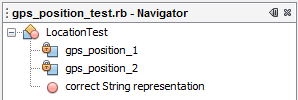 gps_position_test.rb - Navigator
LocationTest
gps_position_1
gps_position_2
correct String representation